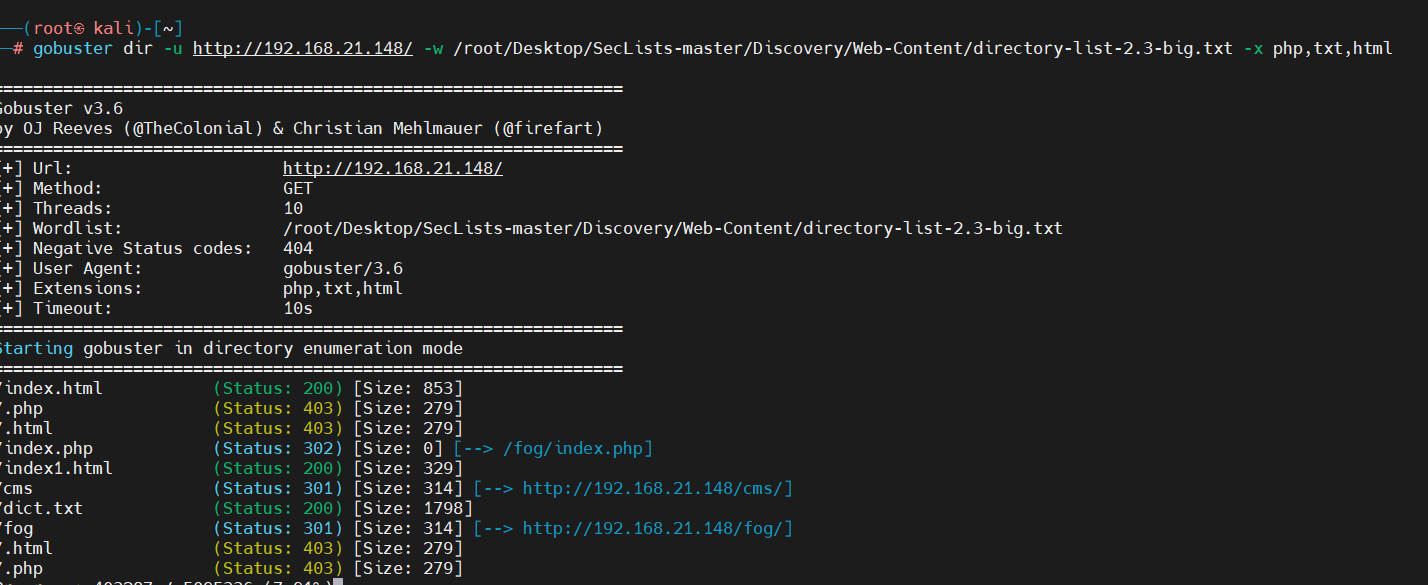 ──(root㉿ kali)-[~]
─# gobuster dir -u http://192.168.21.148/ -w /root/Desktop/SecLists-master/Discovery/Web-Content/directory-list-2.3-big.txt -x php,txt,html
===============================================================
Gobuster v3.6
by OJ Reeves (@TheColonial) & Christian Mehlmauer (@firefart)
===============================================================
[+] Url: http://192.168.21.148/
[+] Method: GET
[+] Threads: 10
[+] Wordlist: /root/Desktop/SecLists-master/Discovery/Web-Content/directory-list-2.3-big.txt
[+] Negative Status codes: 404
[+] User Agent: gobuster/3.6
[+] Extensions: php,txt,html
[+] Timeout: 10s
===============================================================
Starting gobuster in directory enumeration mode
===============================================================
/index.html (Status: 200) [Size: 853]
/.php (Status: 403) [Size: 279]
/.html (Status: 403) [Size: 279]
/index.php (Status: 302) [Size: 0] [--> /fog/index.php]
/index1.html (Status: 200) [Size: 329]
/cms (Status: 301) [Size: 314] [--> http://192.168.21.148/cms/]
/dict.txt (Status: 200) [Size: 1798]
/fog (Status: 301) [Size: 314] [--> http://192.168.21.148/fog/]
/.html (Status: 403) [Size: 279]
/.php (Status: 403) [Size: 279]